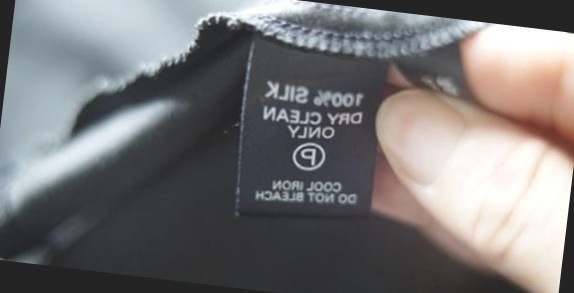 100% SILK
DRY CLEAN
ONLY
P
COOL IRON
DO NOT BLEACH